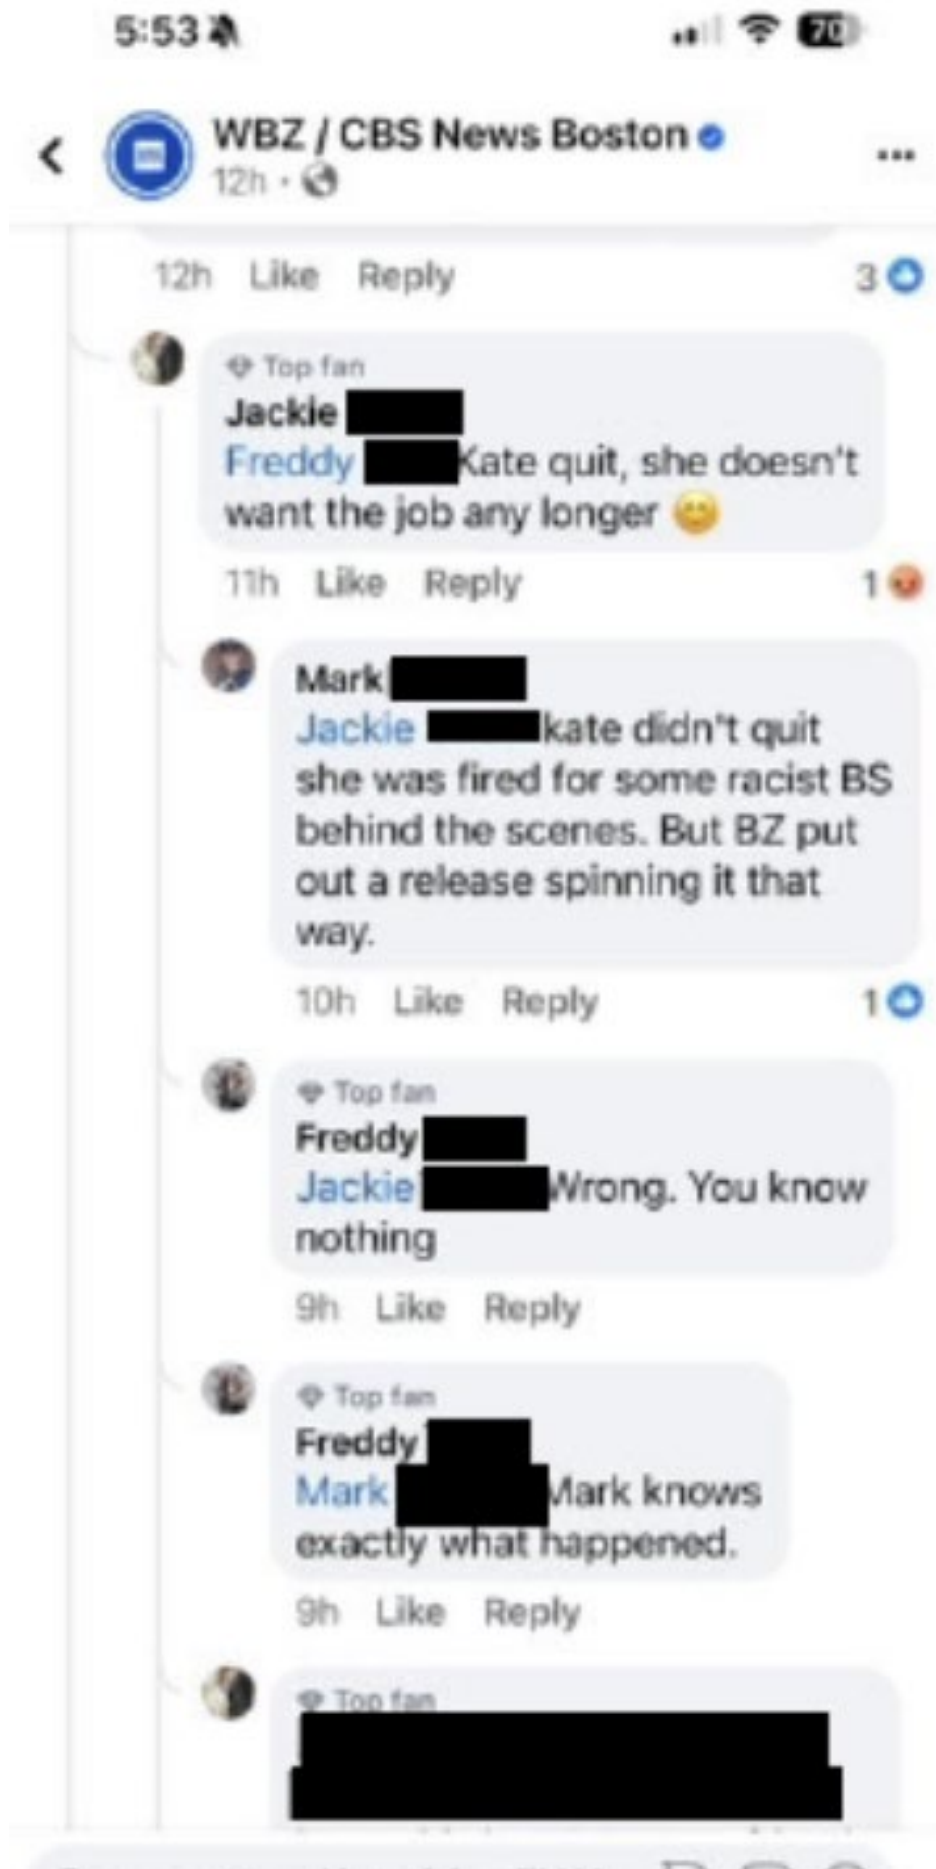 5:53
70
WBZ / CBS News Boston
12h
12h Like Reply 3
Top fan
Jackie
Freddy Kate quit, she doesn't
want the job any longer 😊
11h Like Reply 1
Mark
Jackie kate didn't quit
she was fired for some racist BS
behind the scenes. But BZ put
out a release spinning it that
way.
10h Like Reply 1
Top fan
Freddy
Jackie Wrong. You know
nothing
9h Like Reply
Top fan
Freddy
Mark Mark knows
exactly what happened.
9h Like Reply
Top fan